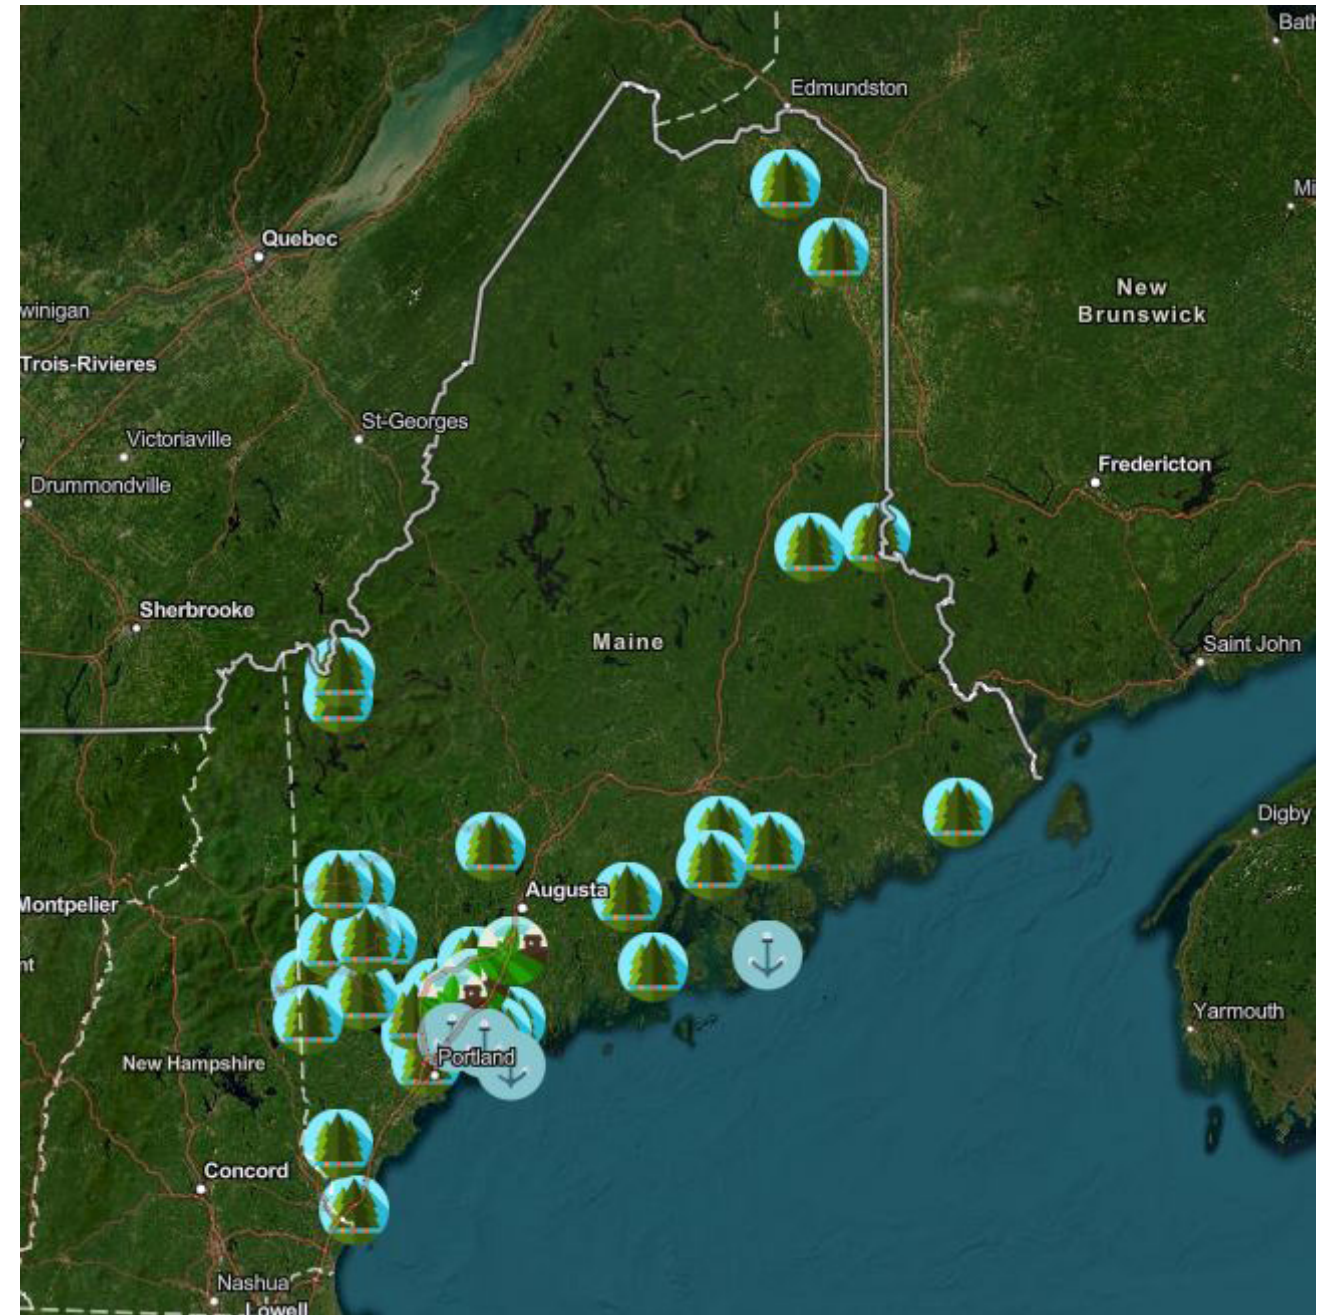 Bath
Edmundston
Mi
Quebec
New
Brunswick
winigan
Trois-Rivieres
St-Georges
Victoriaville
Fredericton
Drummondville
Sherbrooke
Maine
Saint John
Digby
Augusta
Montpelier
nt
Yarmouth
Portland
New Hampshire
Concord
Nashua
Lowell